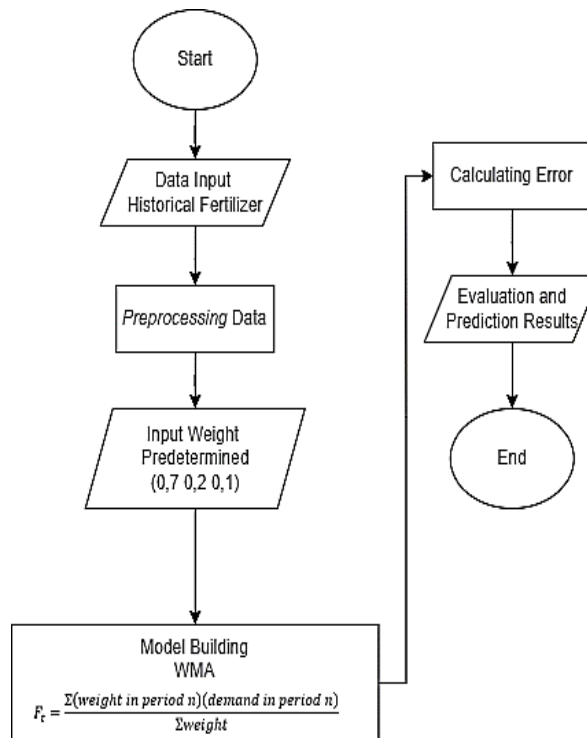 Start
Data Input
Historical Fertilizer
Preprocessing Data
Input Weight
Predetermined
(0,7 0,2 0,1)
Model Building
WMA
F_t = Σ(weight in period n)(demand in period n) / Σweight
Calculating Error
Evaluation and
Prediction Results
End